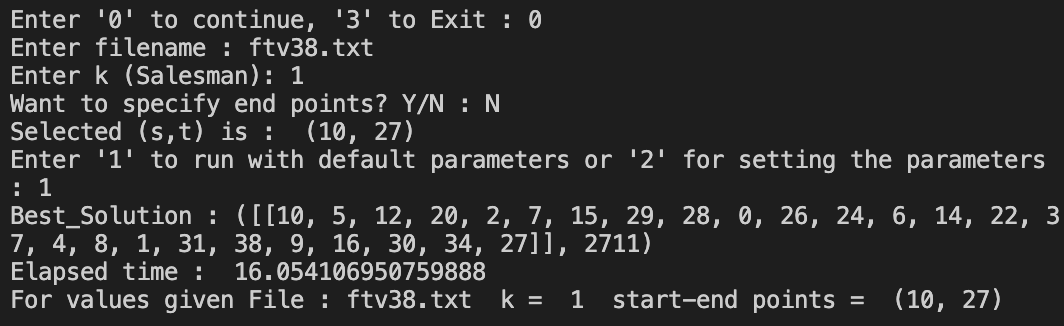 Enter '0' to continue, '3' to Exit : 0
Enter filename : ftv38.txt
Enter k (Salesman): 1
Want to specify end points? Y/N : N
Selected (s,t) is :  (10, 27)
Enter '1' to run with default parameters or '2' for setting the parameters
: 1
Best_Solution : ([[10, 5, 12, 20, 2, 7, 15, 29, 28, 0, 26, 24, 6, 14, 22, 3
7, 4, 8, 1, 31, 38, 9, 16, 30, 34, 27]], 2711)
Elapsed time :  16.054106950759888
For values given File : ftv38.txt  k =  1  start-end points =  (10, 27)